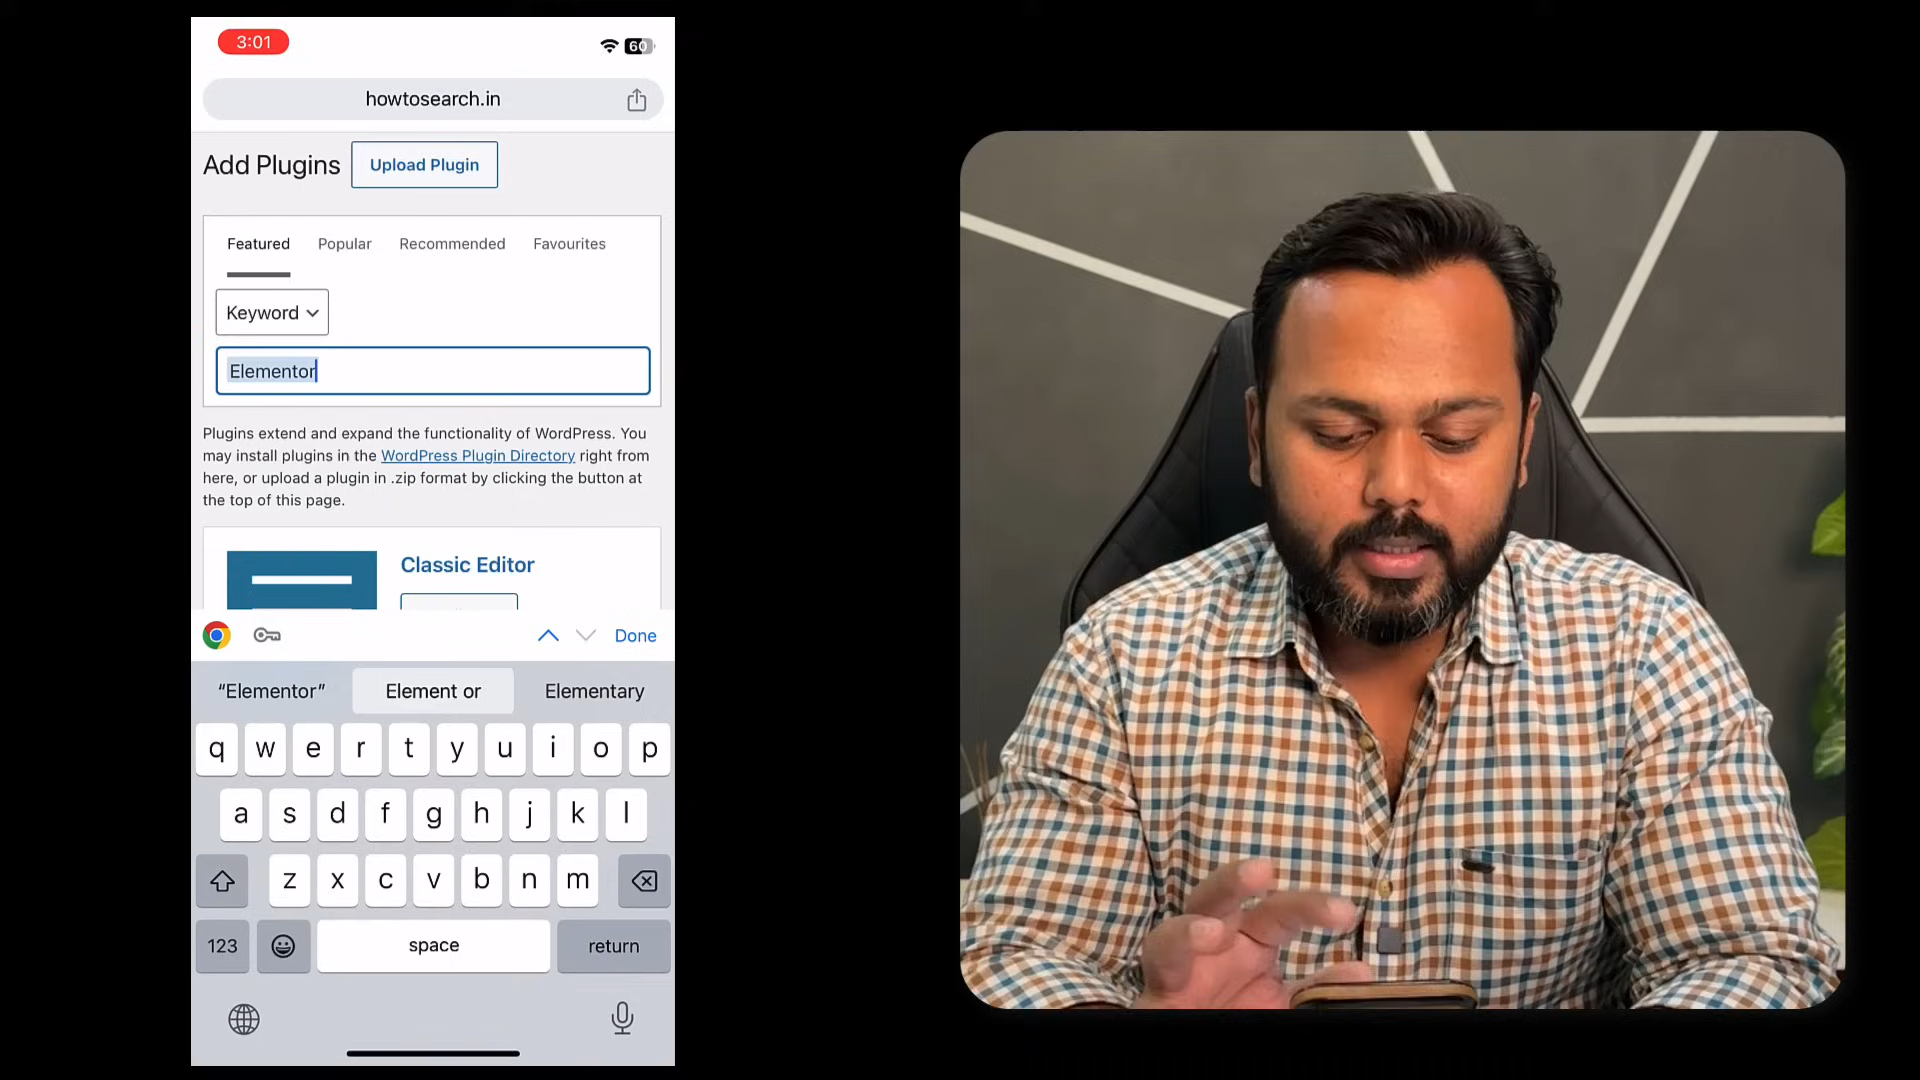 3:01
60
howtosearch.in
Add Plugins
Upload Plugin
Featured Popular Recommended Favourites
Keyword
Elementor
Plugins extend and expand the functionality of WordPress. You
may install plugins in the WordPress Plugin Directory right from
here, or upload a plugin in .zip format by clicking the button at
the top of this page.
Classic Editor
Done
“Elementor” Element or Elementary
q w e r t y u i o p
a s d f g h j k l
z x c v b n m
123 space return